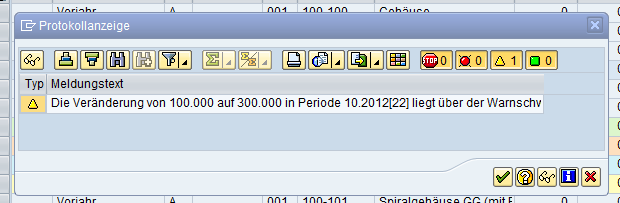 Vorjahr A 001 100-100 Gehäuse 0
Protokollanzeige
STOP 0 0 1 0
Typ Meldungstext
Die Veränderung von 100.000 auf 300.000 in Periode 10.2012[22] liegt über der Warnschw
Vorjahr A 001 100-101 Spiralgehäuse GG (mit 0